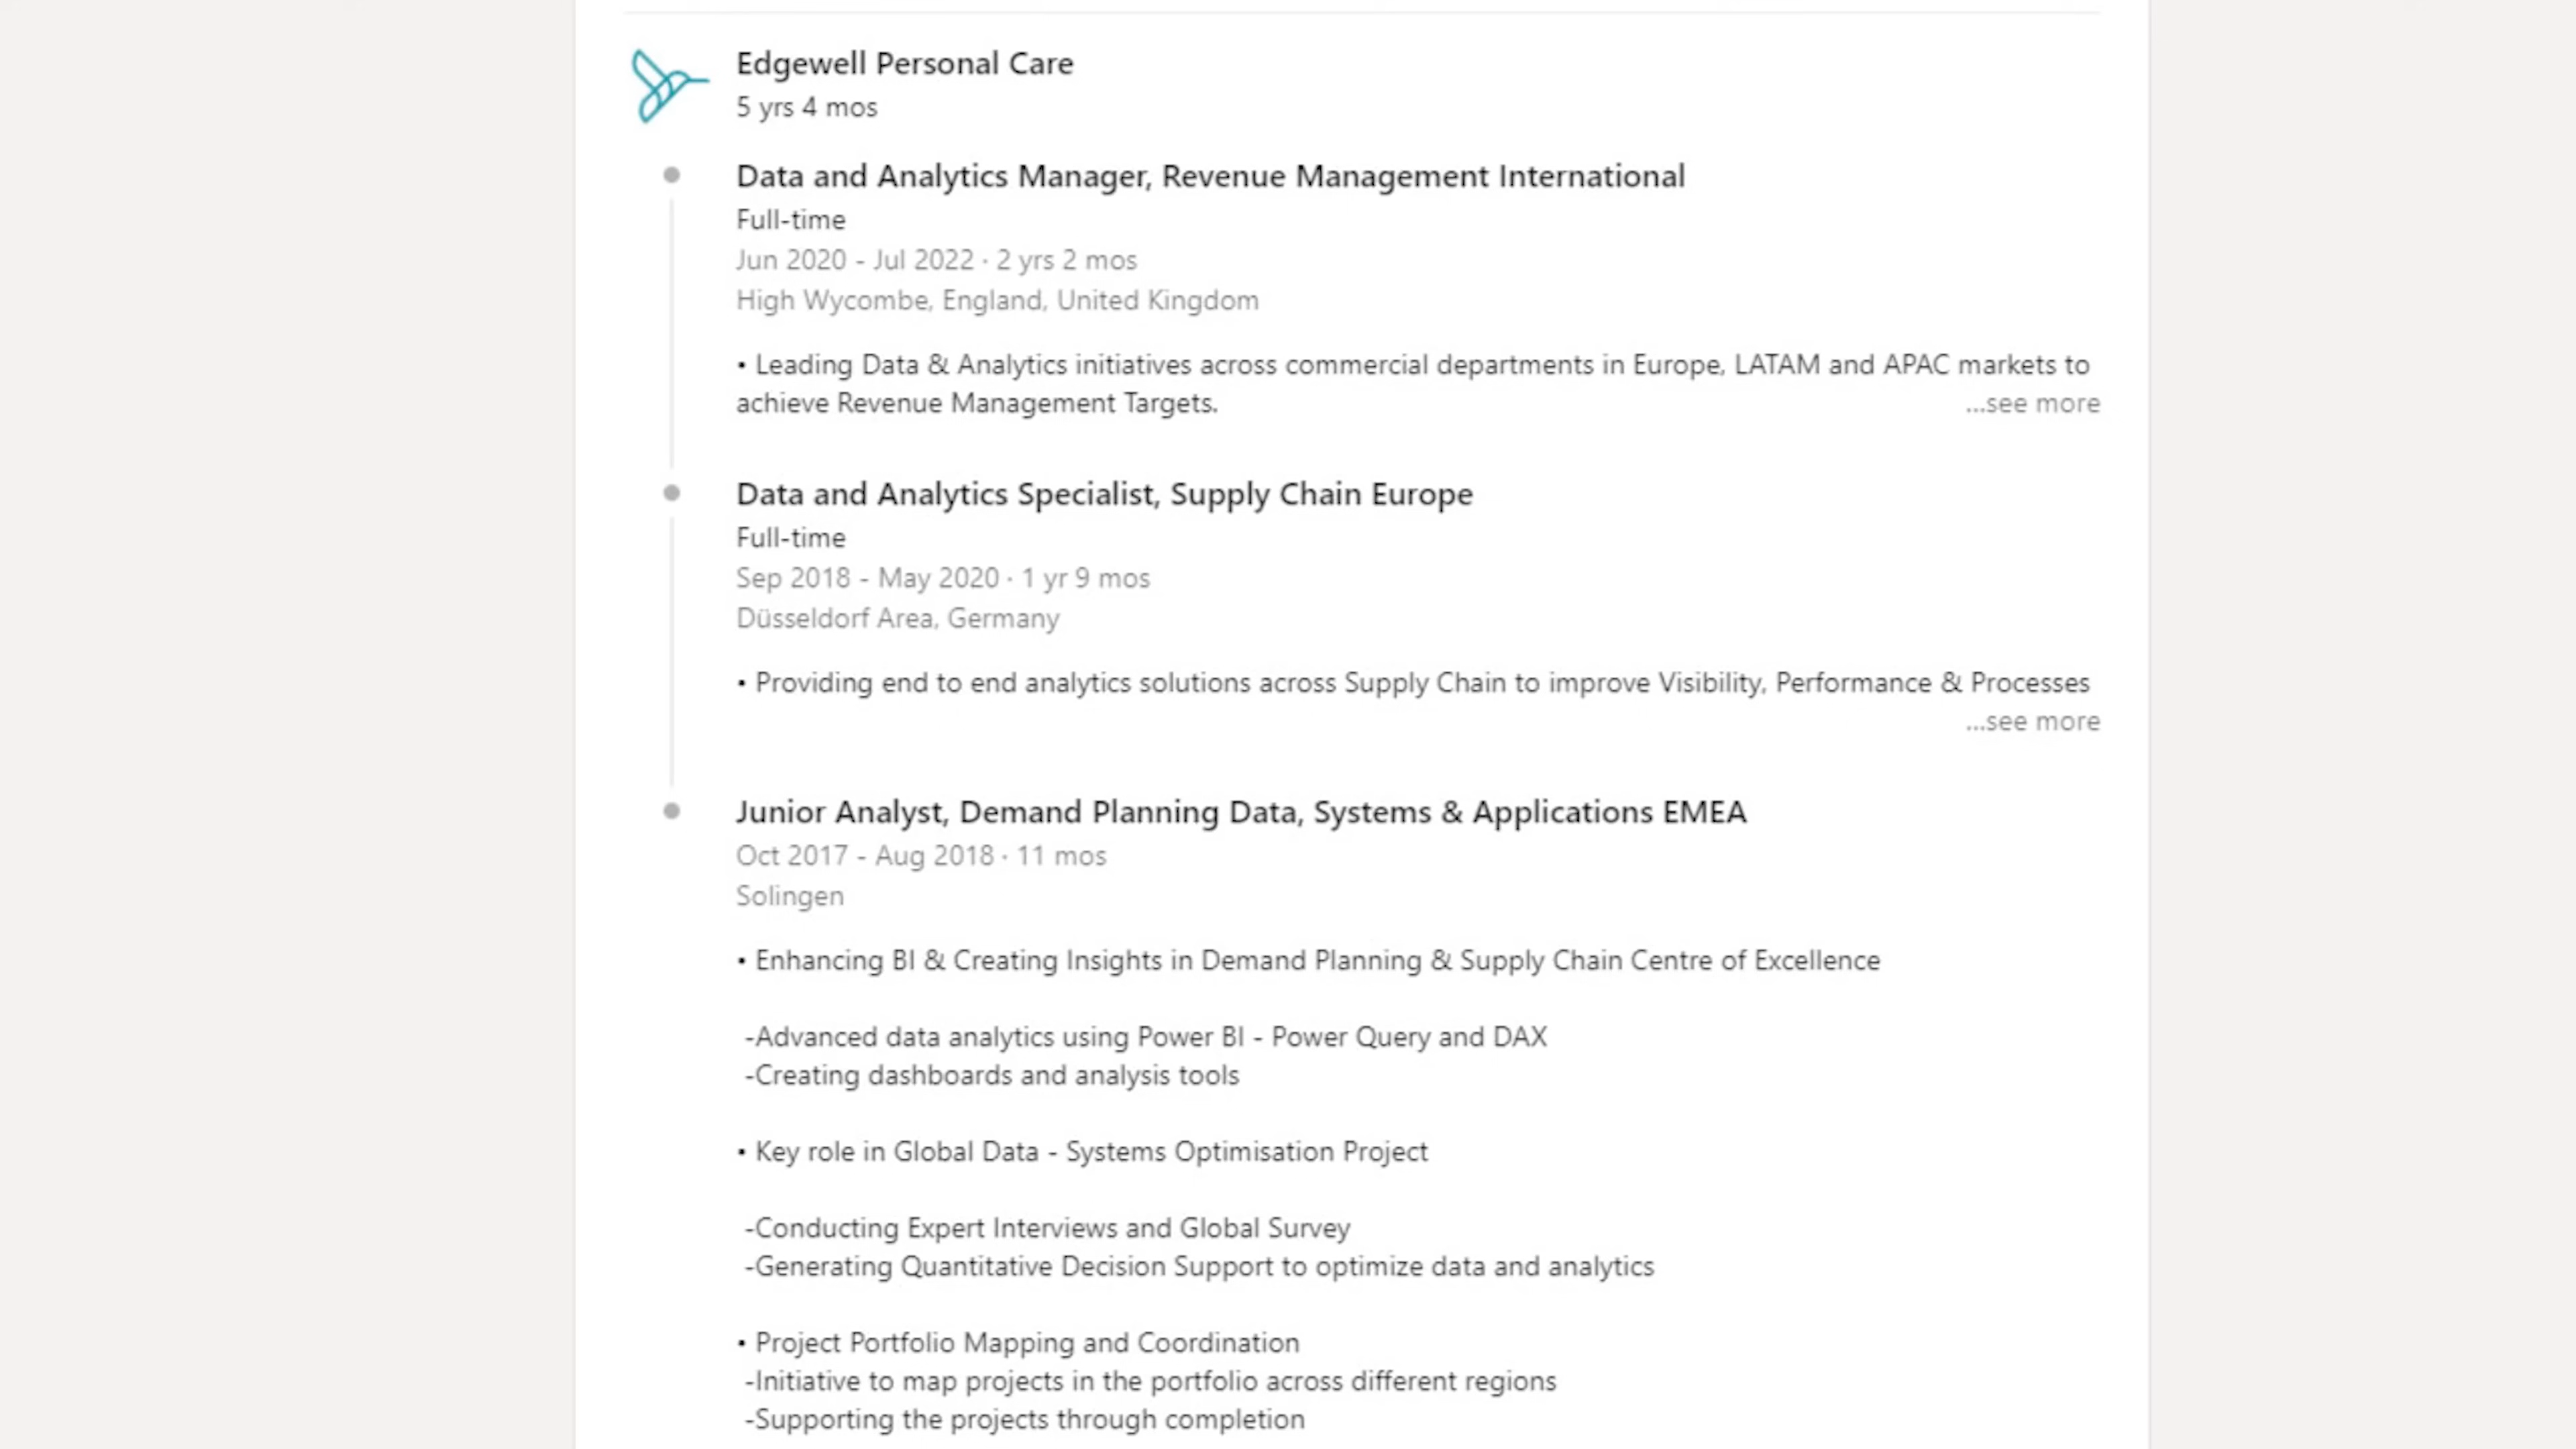 Edgewell Personal Care
5 yrs 4 mos
Data and Analytics Manager, Revenue Management International
Full-time
Jun 2020 - Jul 2022 · 2 yrs 2 mos
High Wycombe, England, United Kingdom
• Leading Data & Analytics initiatives across commercial departments in Europe, LATAM and APAC markets to
achieve Revenue Management Targets. ...see more
Data and Analytics Specialist, Supply Chain Europe
Full-time
Sep 2018 - May 2020 · 1 yr 9 mos
Düsseldorf Area, Germany
• Providing end to end analytics solutions across Supply Chain to improve Visibility, Performance & Processes
...see more
Junior Analyst, Demand Planning Data, Systems & Applications EMEA
Oct 2017 - Aug 2018 · 11 mos
Solingen
• Enhancing BI & Creating Insights in Demand Planning & Supply Chain Centre of Excellence
-Advanced data analytics using Power BI - Power Query and DAX
-Creating dashboards and analysis tools
• Key role in Global Data - Systems Optimisation Project
-Conducting Expert Interviews and Global Survey
-Generating Quantitative Decision Support to optimize data and analytics
• Project Portfolio Mapping and Coordination
-Initiative to map projects in the portfolio across different regions
-Supporting the projects through completion